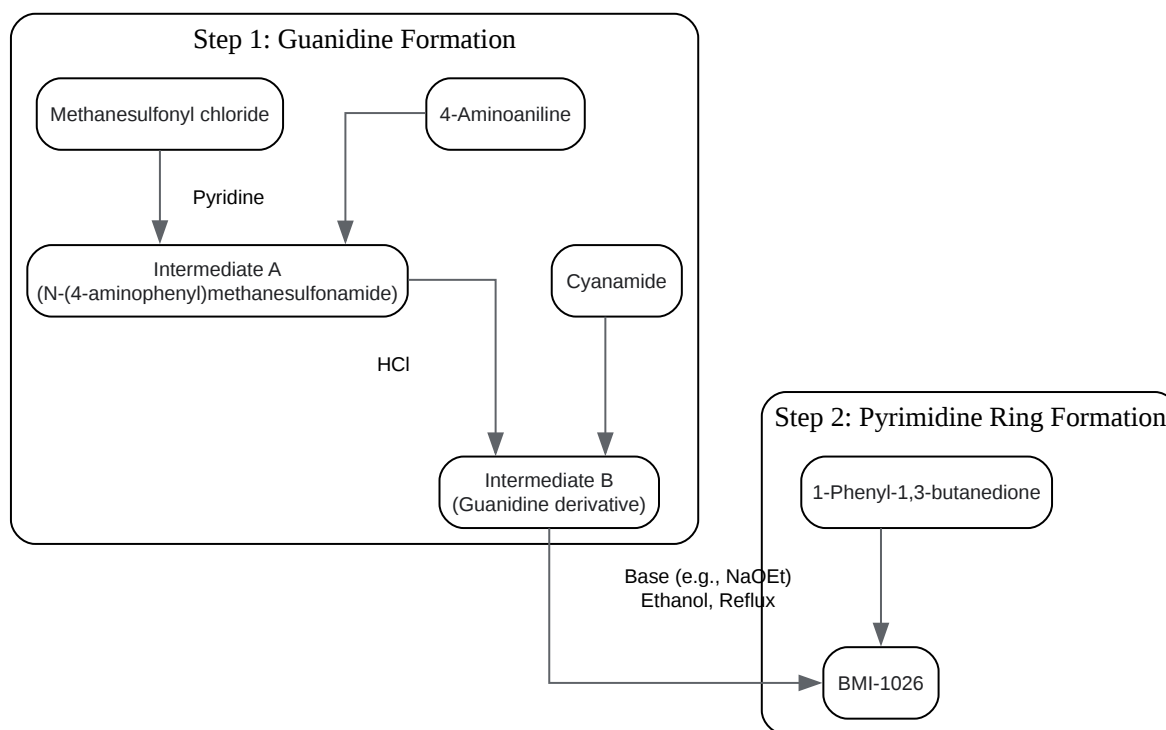 Step 1: Guanidine Formation
Methanesulfonyl chloride
4-Aminoaniline
Pyridine
Intermediate A
(N-(4-aminophenyl)methanesulfonamide)
Cyanamide
HCl
Intermediate B
(Guanidine derivative)
Step 2: Pyrimidine Ring Formation
1-Phenyl-1,3-butanedione
Base (e.g., NaOEt)
Ethanol, Reflux
BMI-1026